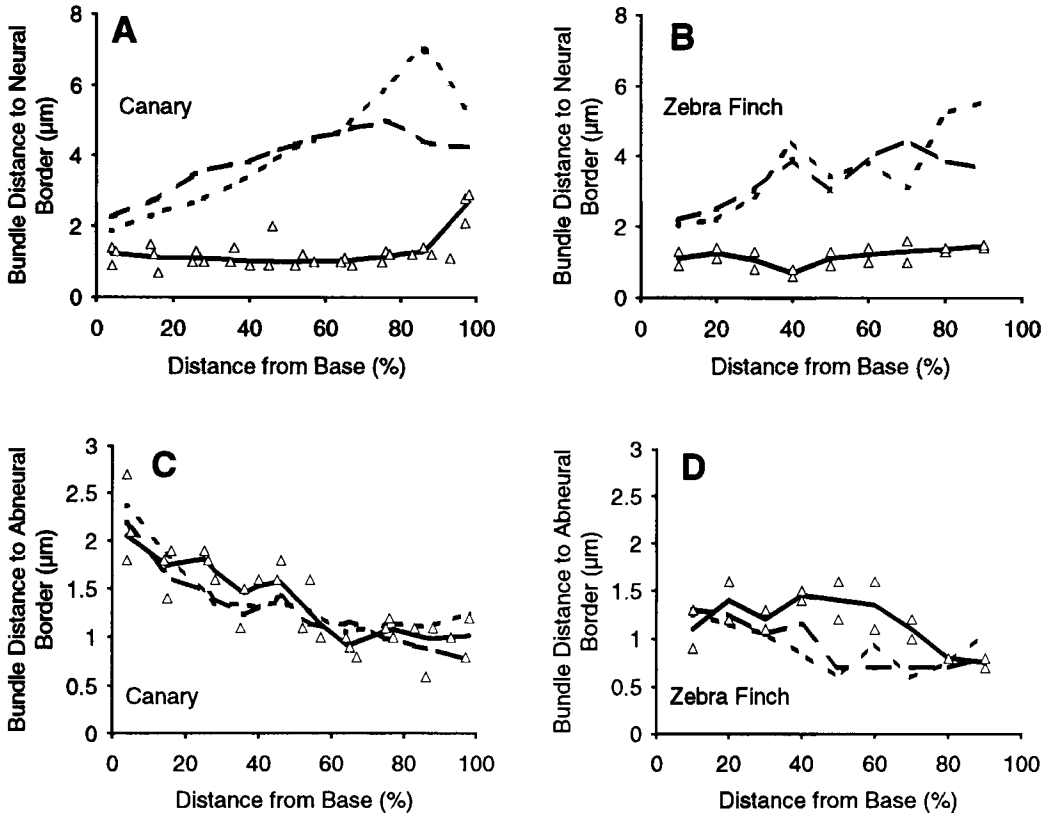 A
Canary
Bundle Distance to Neural
Border (µm)
8
6
4
2
0
0 20 40 60 80 100
Distance from Base (%)
B
Zebra Finch
Bundle Distance to Neural
Border (µm)
8
6
4
2
0
0 20 40 60 80 100
Distance from Base (%)
C
Canary
Bundle Distance to Abneural
Border (µm)
3
2.5
2
1.5
1
0.5
0
0 20 40 60 80 100
Distance from Base (%)
D
Zebra Finch
Bundle Distance to Abneural
Border (µm)
3
2.5
2
1.5
1
0.5
0
0 20 40 60 80 100
Distance from Base (%)